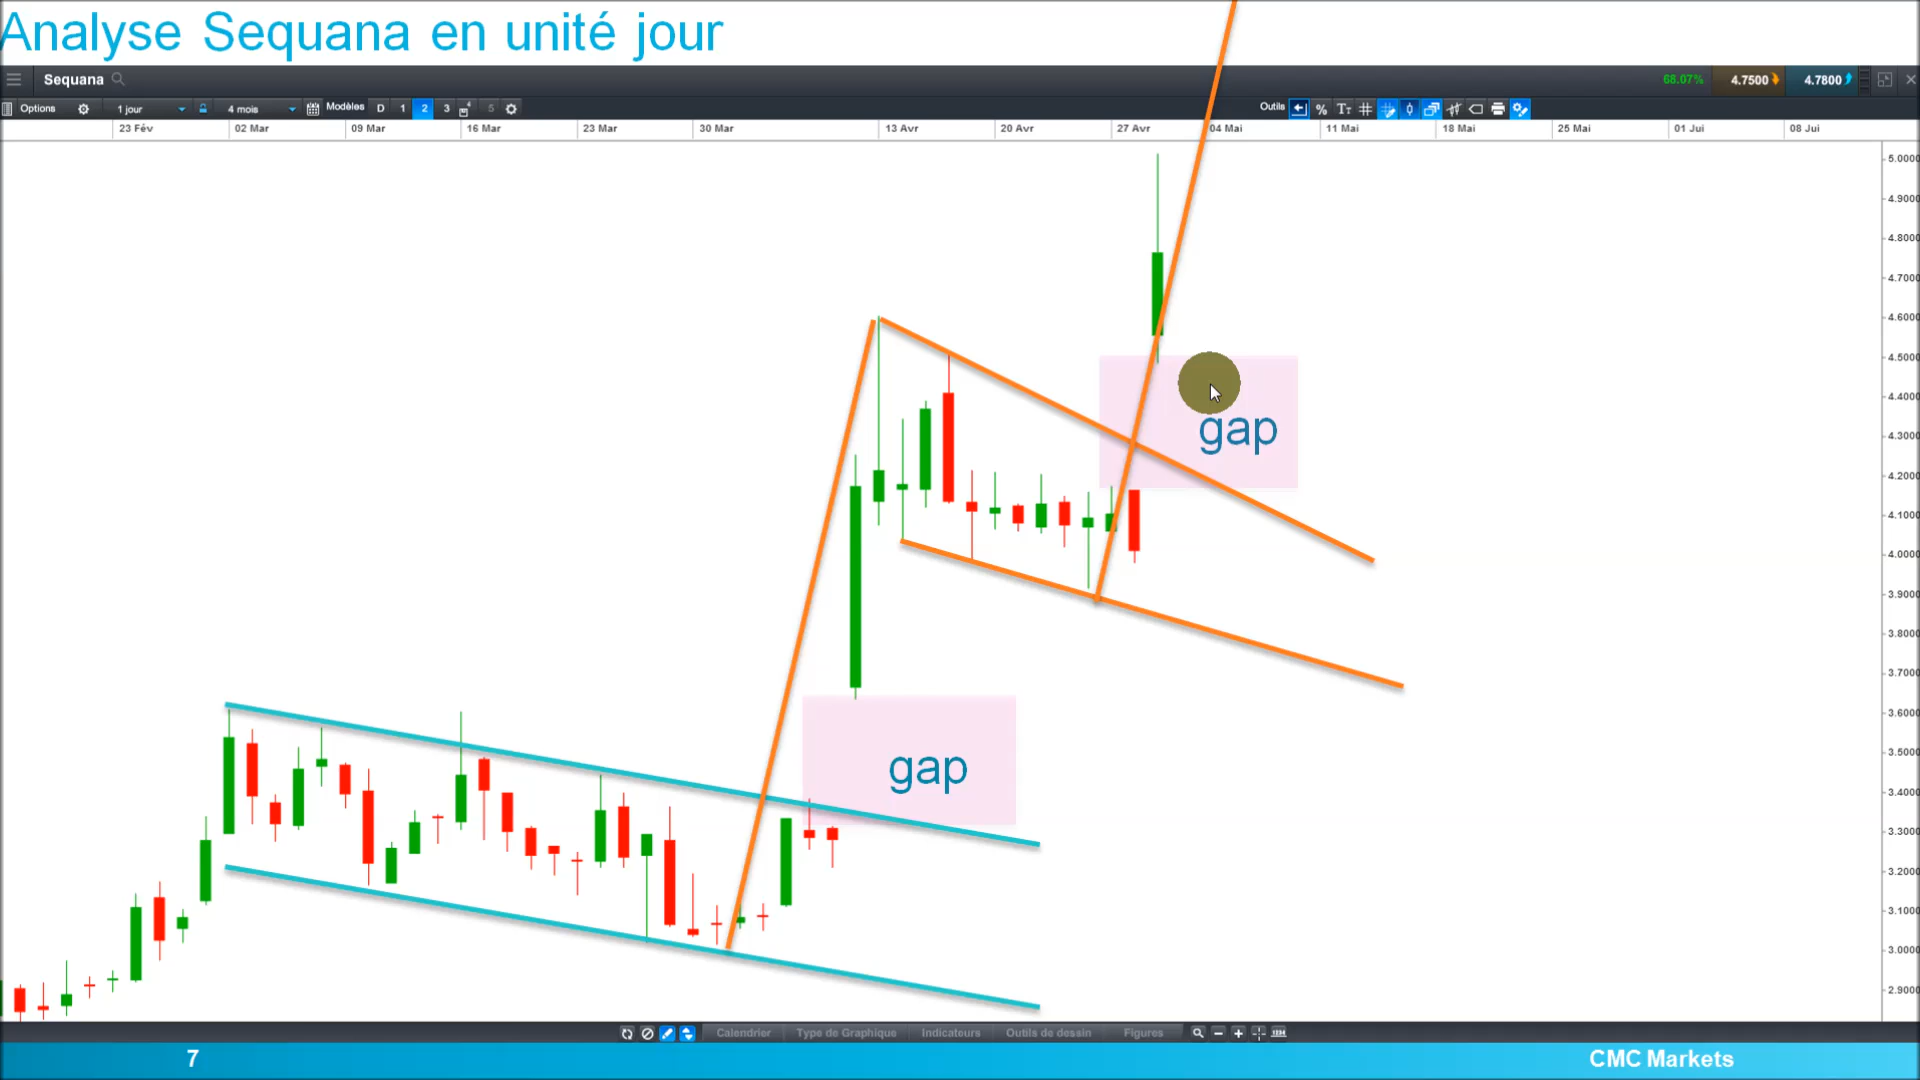 Analyse Sequana en unité jour
Sequana 68.07% 4.7500 4.7800
Options 1 jour 4 mois Modèles D 1 2 3 4 5 Outils % TT
23 Fév 02 Mar 09 Mar 16 Mar 23 Mar 30 Mar 13 Avr 20 Avr 27 Avr 04 Mai 11 Mai 18 Mai 25 Mai 01 Jui 08 Jui
5.0000
4.9000
4.8000
4.7000
4.6000
4.5000
4.4000
4.3000
4.2000
4.1000
4.0000
3.9000
3.8000
3.7000
3.6000
3.5000
3.4000
3.3000
3.2000
3.1000
3.0000
2.9000
gap
gap
Calendrier Type de Graphique Indicateurs Outils de dessin Figures
7 CMC Markets